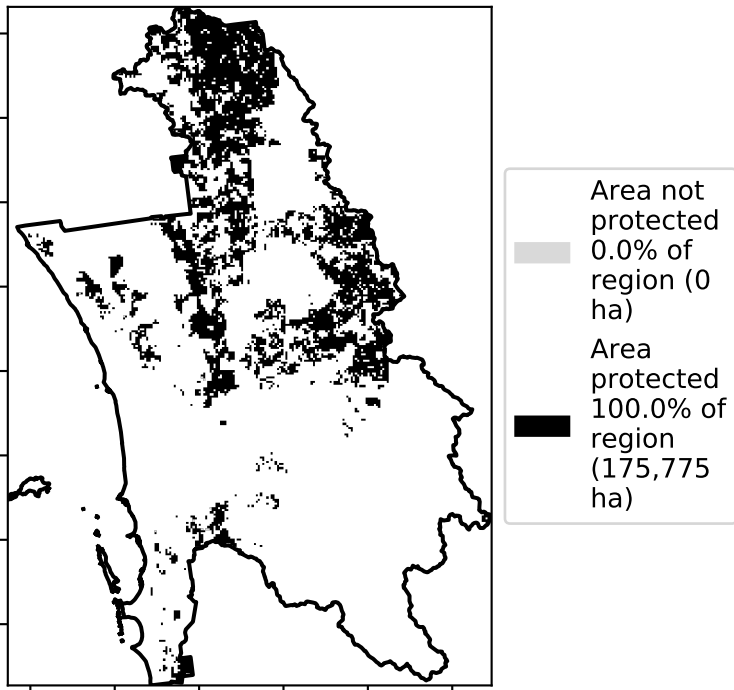 Area not
protected
0.0% of
region (0
ha)
Area
protected
100.0% of
region
(175,775
ha)